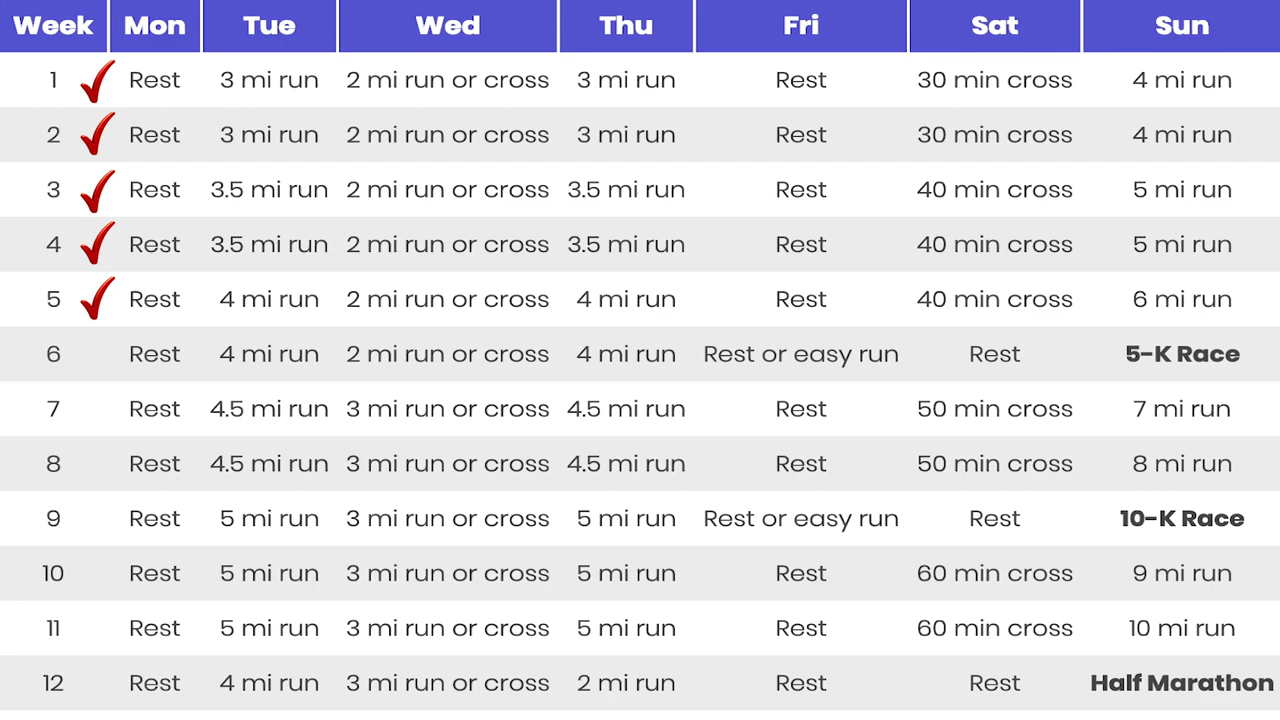 Week Mon Tue Wed Thu Fri Sat Sun
1 Rest 3 mi run 2 mi run or cross 3 mi run Rest 30 min cross 4 mi run
2 Rest 3 mi run 2 mi run or cross 3 mi run Rest 30 min cross 4 mi run
3 Rest 3.5 mi run 2 mi run or cross 3.5 mi run Rest 40 min cross 5 mi run
4 Rest 3.5 mi run 2 mi run or cross 3.5 mi run Rest 40 min cross 5 mi run
5 Rest 4 mi run 2 mi run or cross 4 mi run Rest 40 min cross 6 mi run
6 Rest 4 mi run 2 mi run or cross 4 mi run Rest or easy run Rest 5-K Race
7 Rest 4.5 mi run 3 mi run or cross 4.5 mi run Rest 50 min cross 7 mi run
8 Rest 4.5 mi run 3 mi run or cross 4.5 mi run Rest 50 min cross 8 mi run
9 Rest 5 mi run 3 mi run or cross 5 mi run Rest or easy run Rest 10-K Race
10 Rest 5 mi run 3 mi run or cross 5 mi run Rest 60 min cross 9 mi run
11 Rest 5 mi run 3 mi run or cross 5 mi run Rest 60 min cross 10 mi run
12 Rest 4 mi run 3 mi run or cross 2 mi run Rest Rest Half Marathon